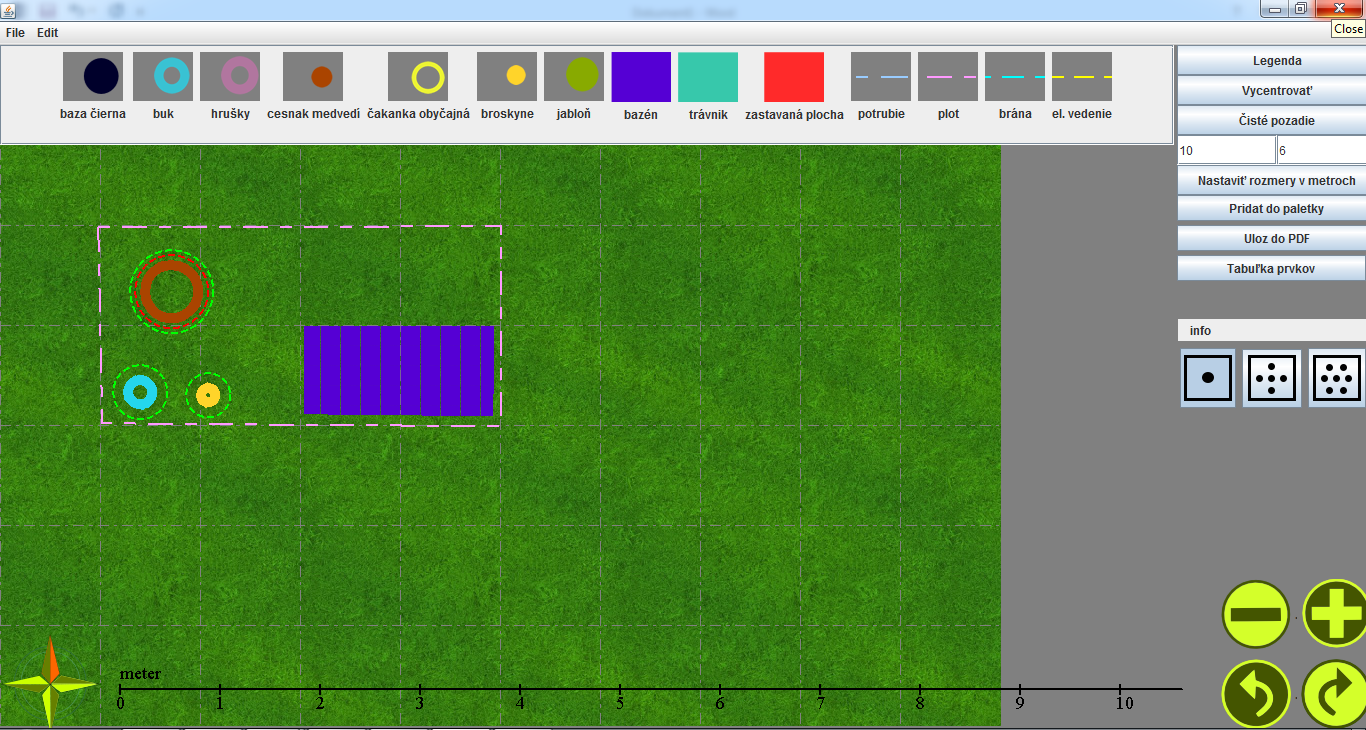 Close
File Edit
baza čierna
buk
hrušky
cesnak medvedí
čakanka obyčajná
broskyne
jabloň
bazén
trávnik
zastavaná plocha
potrubie
plot
brána
el. vedenie
Legenda
Vycentrovať
Čisté pozadie
10 6
Nastaviť rozmery v metroch
Pridat do paletky
Uloz do PDF
Tabuľka prvkov
info
meter
0 1 2 3 4 5 6 7 8 9 10